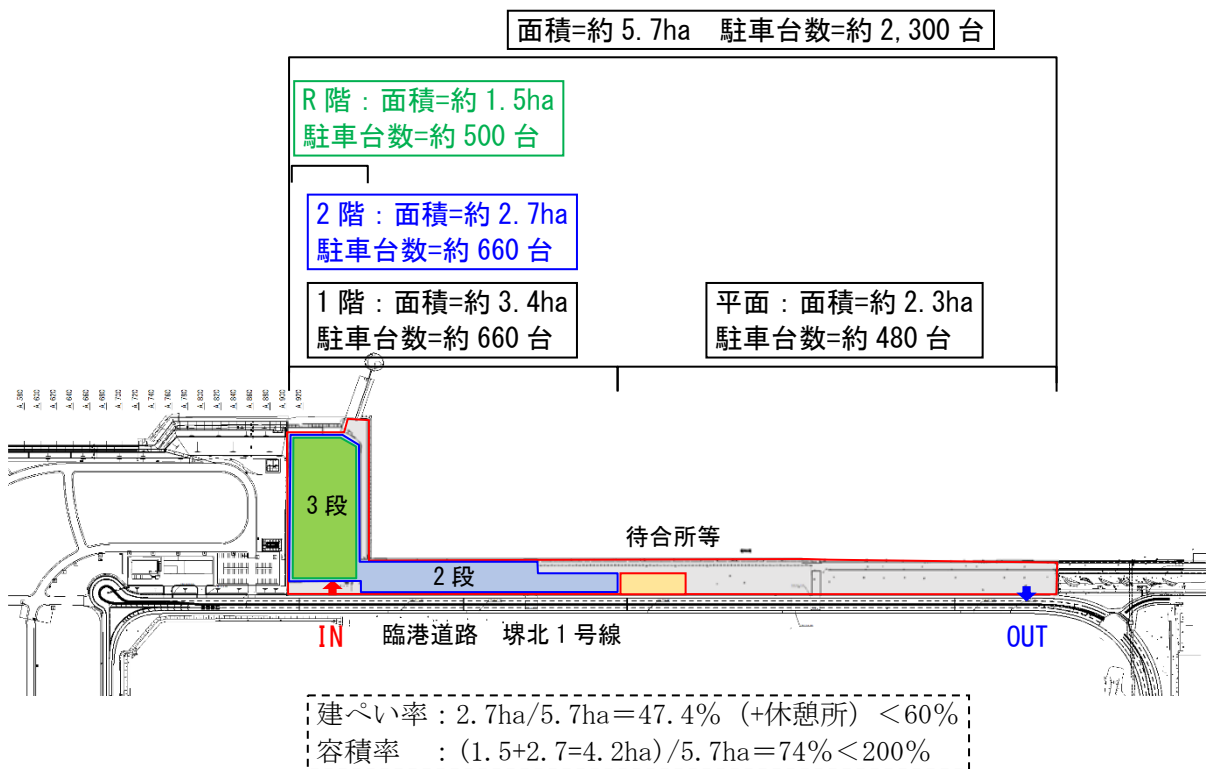 面積=約 5.7ha　駐車台数=約 2,300 台
R 階：面積=約 1.5ha
駐車台数=約 500 台
2 階：面積=約 2.7ha
駐車台数=約 660 台
1 階：面積=約 3.4ha
駐車台数=約 660 台
平面：面積=約 2.3ha
駐車台数=約 480 台
3 段
待合所等
2 段
IN
臨港道路　堺北 1 号線
OUT
建ぺい率：2.7ha/5.7ha＝47.4% (+休憩所) ＜60%
容積率　：(1.5+2.7=4.2ha)/5.7ha＝74%＜200%